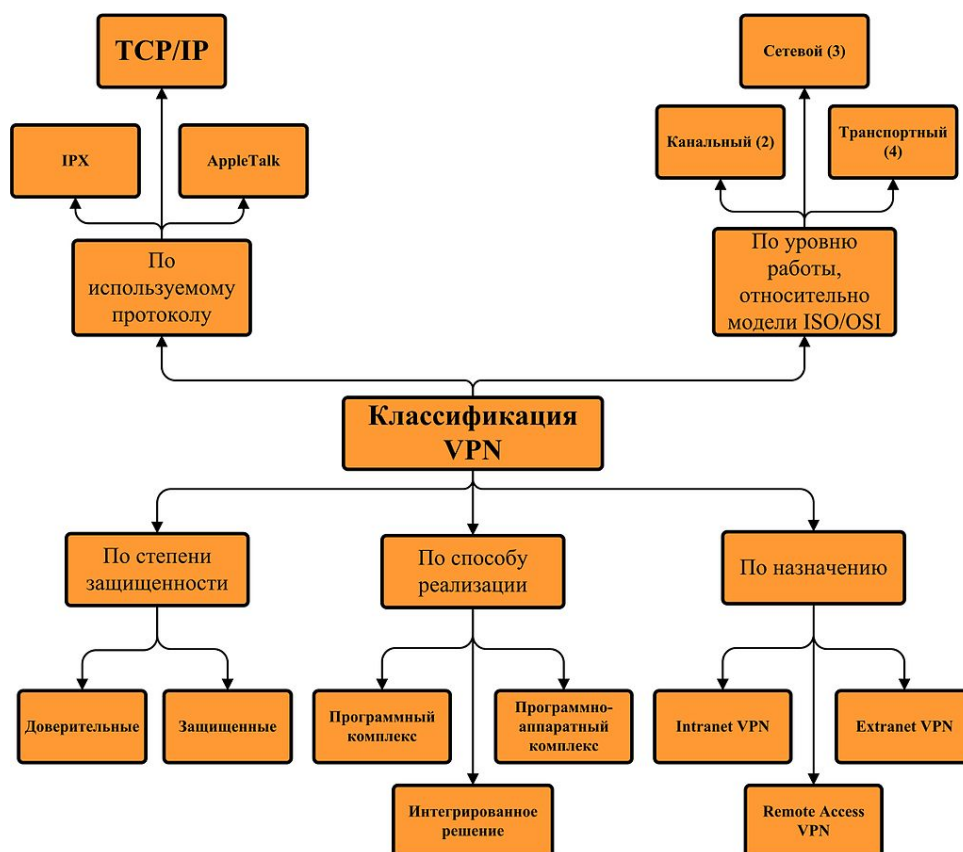 TCP/IP
Сетевой (3)
IPX
AppleTalk
Канальный (2)
Транспортный
(4)
По
используемому
протоколу
По уровню
работы,
относительно
модели ISO/OSI
Классификация
VPN
По степени
защищенности
По способу
реализации
По назначению
Доверительные
Защищенные
Программный
комплекс
Программно-
аппаратный
комплекс
Intranet VPN
Extranet VPN
Интегрированное
решение
Remote Access
VPN